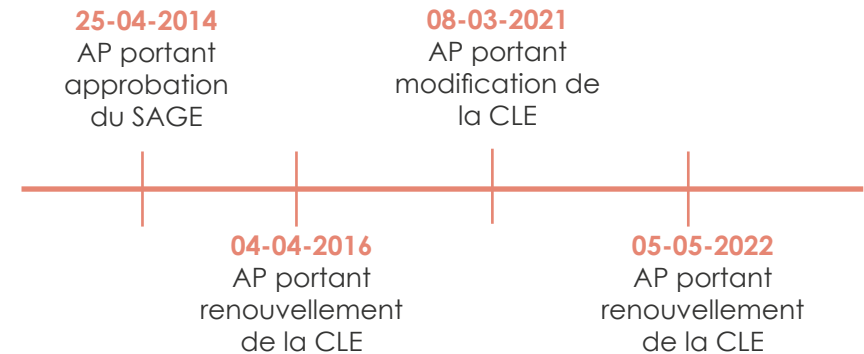 25-04-2014
AP portant
approbation
du SAGE
08-03-2021
AP portant
modification de
la CLE
04-04-2016
AP portant
renouvellement
de la CLE
05-05-2022
AP portant
renouvellement
de la CLE